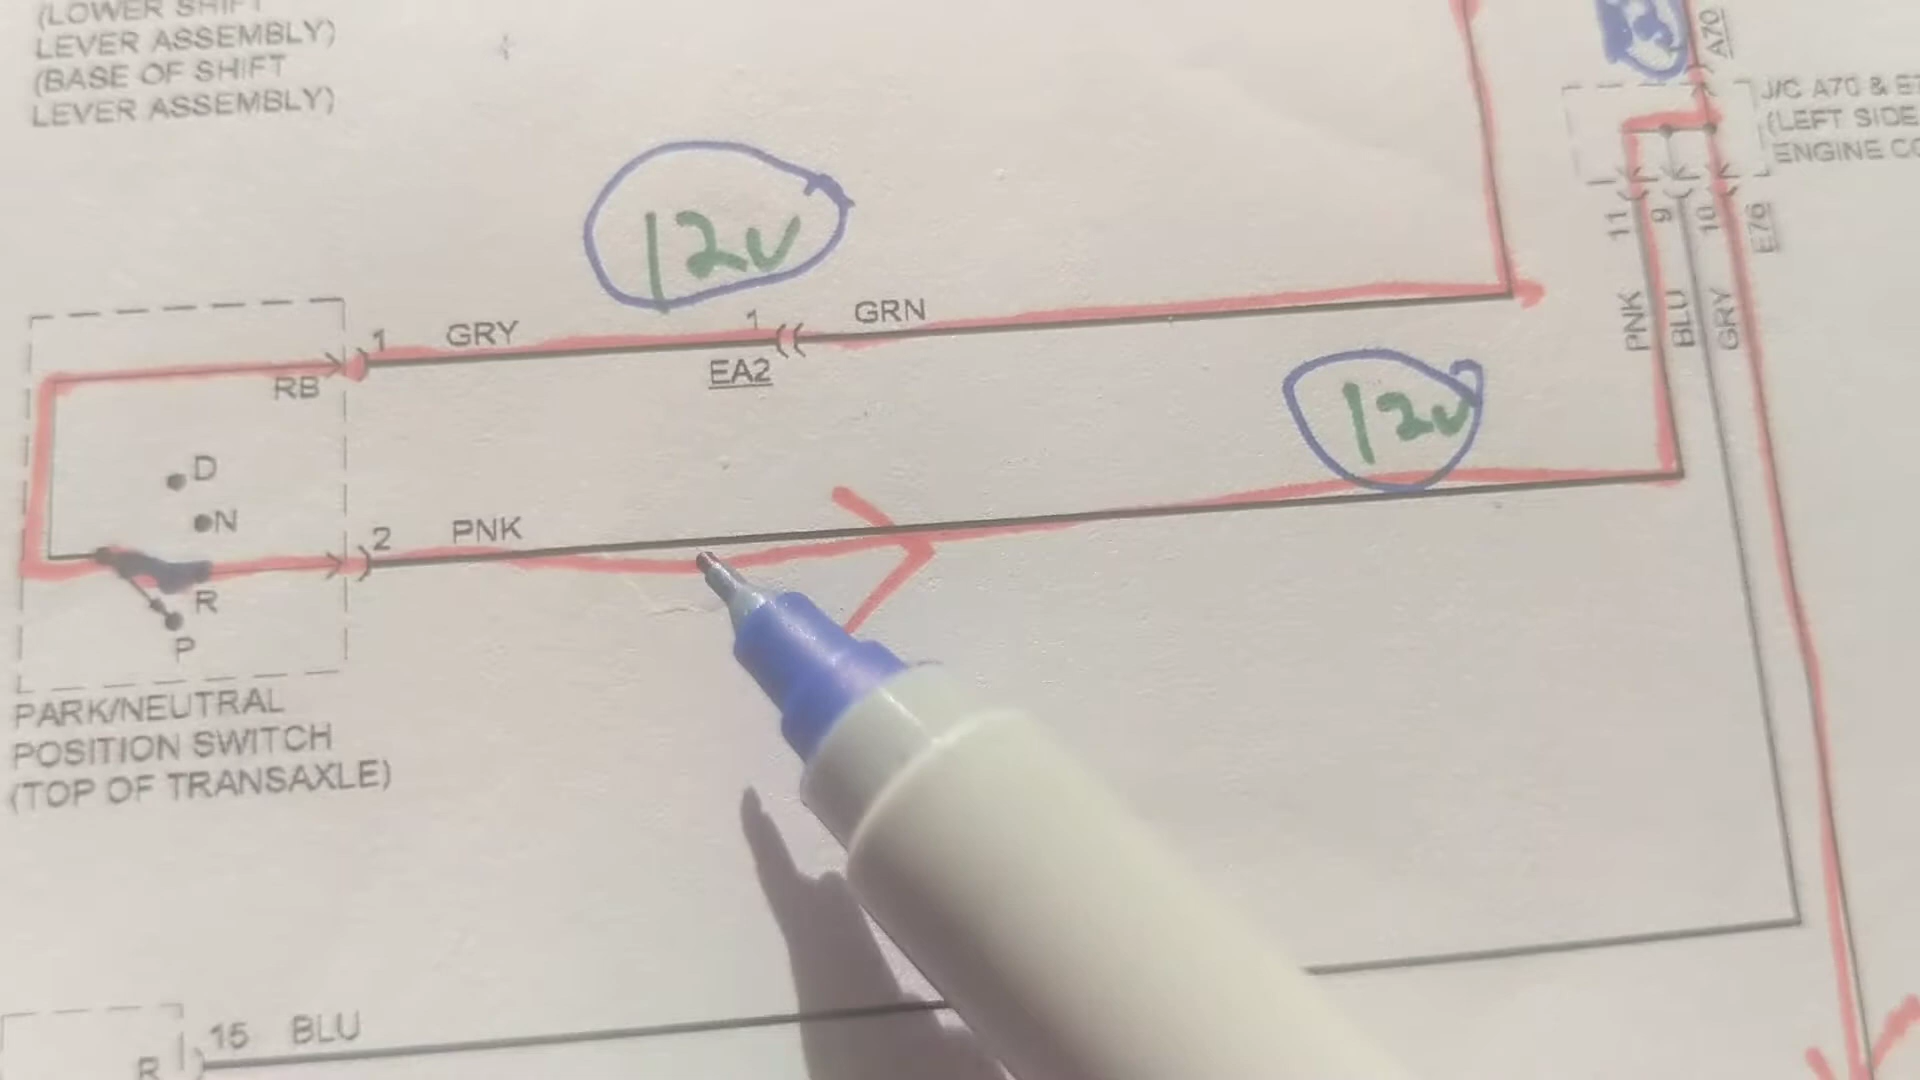 (LOWER SHIFT
LEVER ASSEMBLY)
(BASE OF SHIFT
LEVER ASSEMBLY)
A70
J/C A70 & E7
(LEFT SIDE
ENGINE CO
12v
11
9
10
E76
PNK
BLU
GRY
1
GRY
1
GRN
EA2
RB
12v
D
N
2
PNK
R
P
PARK/NEUTRAL
POSITION SWITCH
(TOP OF TRANSAXLE)
15 BLU
R